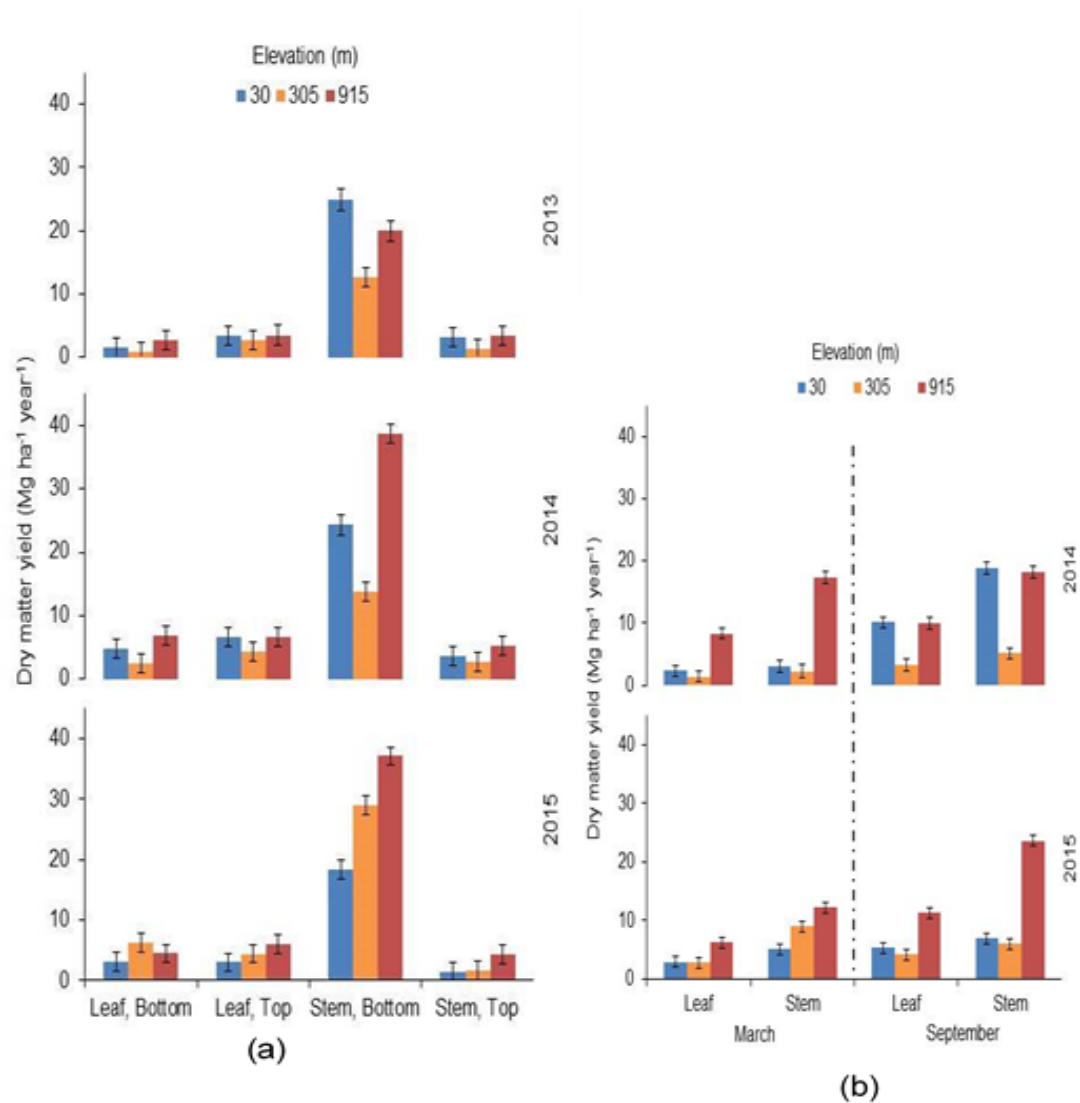 Elevation (m)
30 305 915
40
30
20
10
0
2013
40
30
20
10
0
2014
40
30
20
10
0
2015
Dry matter yield (Mg ha⁻¹ year⁻¹)
Leaf, Bottom Leaf, Top Stem, Bottom Stem, Top
(a)
Elevation (m)
30 305 915
40
30
20
10
0
2014
40
30
20
10
0
2015
Dry matter yield (Mg ha⁻¹ year⁻¹)
Leaf Stem Leaf Stem
March September
(b)